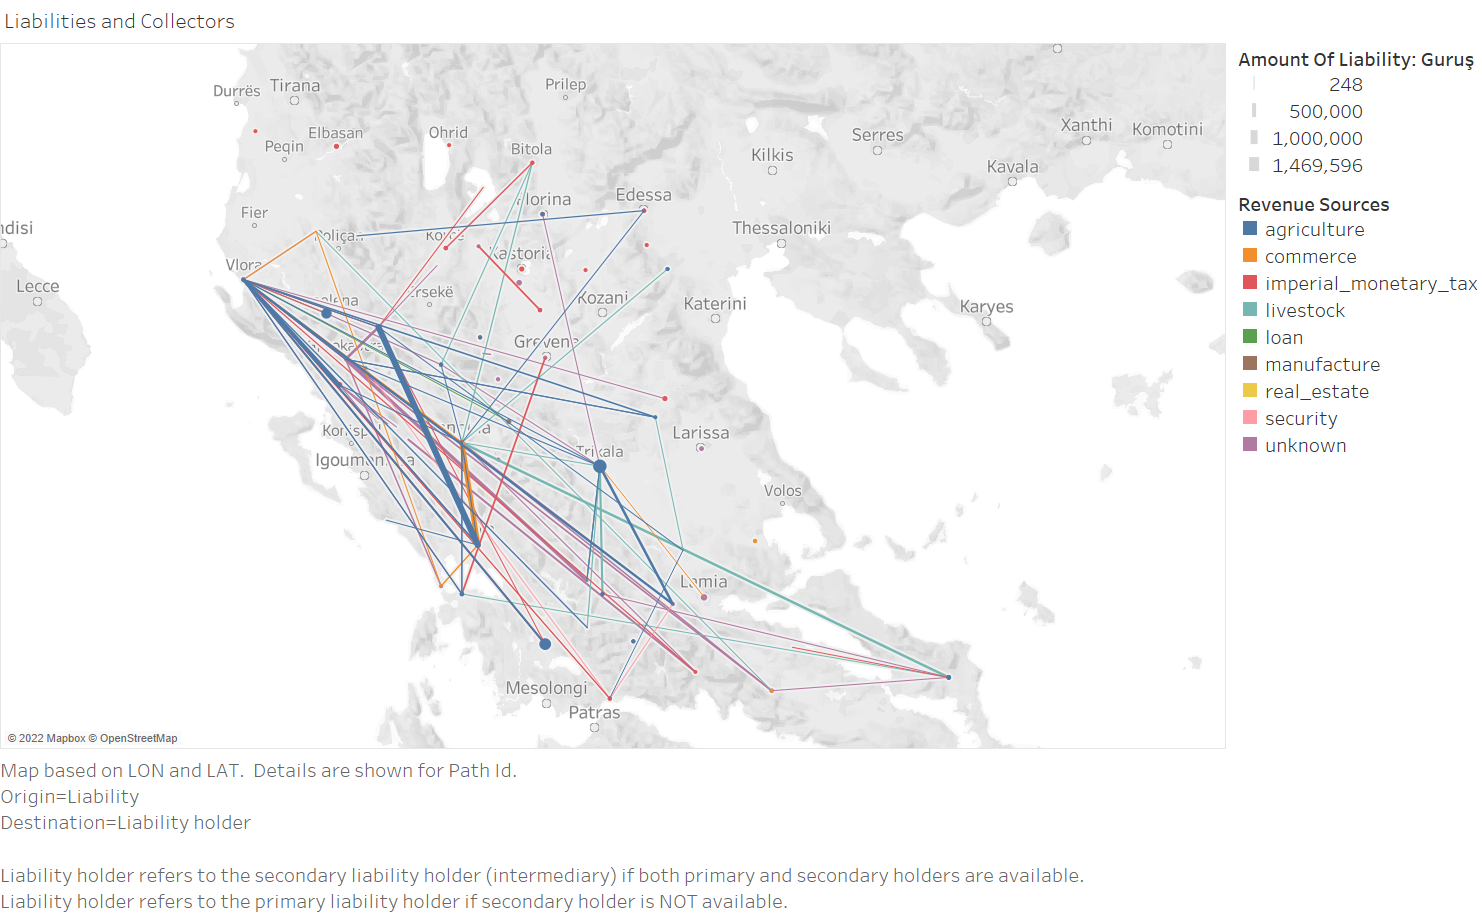 Liabilities and Collectors
Durrës
Tirana
Prilep
Peqin
Elbasan
Ohrid
Bitola
Kilkis
Serres
Xanthi
Komotini
Kavala
Fier
Edessa
Thessaloniki
Vlora
Kastoria
Lecce
Kozani
Katerini
Karyes
Larissa
Trikala
Volos
Lamia
Mesolongi
Patras
© 2022 Mapbox © OpenStreetMap
Amount Of Liability: Guruş
248
500,000
1,000,000
1,469,596
Revenue Sources
agriculture
commerce
imperial_monetary_tax
livestock
loan
manufacture
real_estate
security
unknown
Map based on LON and LAT.  Details are shown for Path Id.
Origin=Liability
Destination=Liability holder
Liability holder refers to the secondary liability holder (intermediary) if both primary and secondary holders are available.
Liability holder refers to the primary liability holder if secondary holder is NOT available.